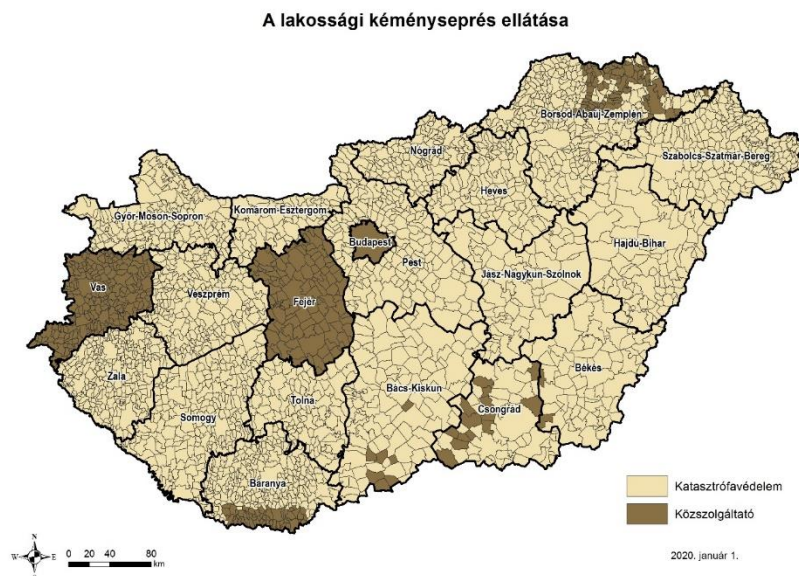 A lakossági kéményseprés ellátása
Borsod-Abaúj-Zemplén
Nógrád
Szabolcs-Szatmár-Bereg
Heves
Győr-Moson-Sopron
Komárom-Esztergom
Budapest
Hajdú-Bihar
Pest
Jász-Nagykun-Szolnok
Vas
Veszprém
Fejér
Zala
Békés
Bács-Kiskun
Somogy
Tolna
Csongrád
Baranya
Katasztrófavédelem
Közszolgáltató
W E
0 20 40 80
km
2020. január 1.